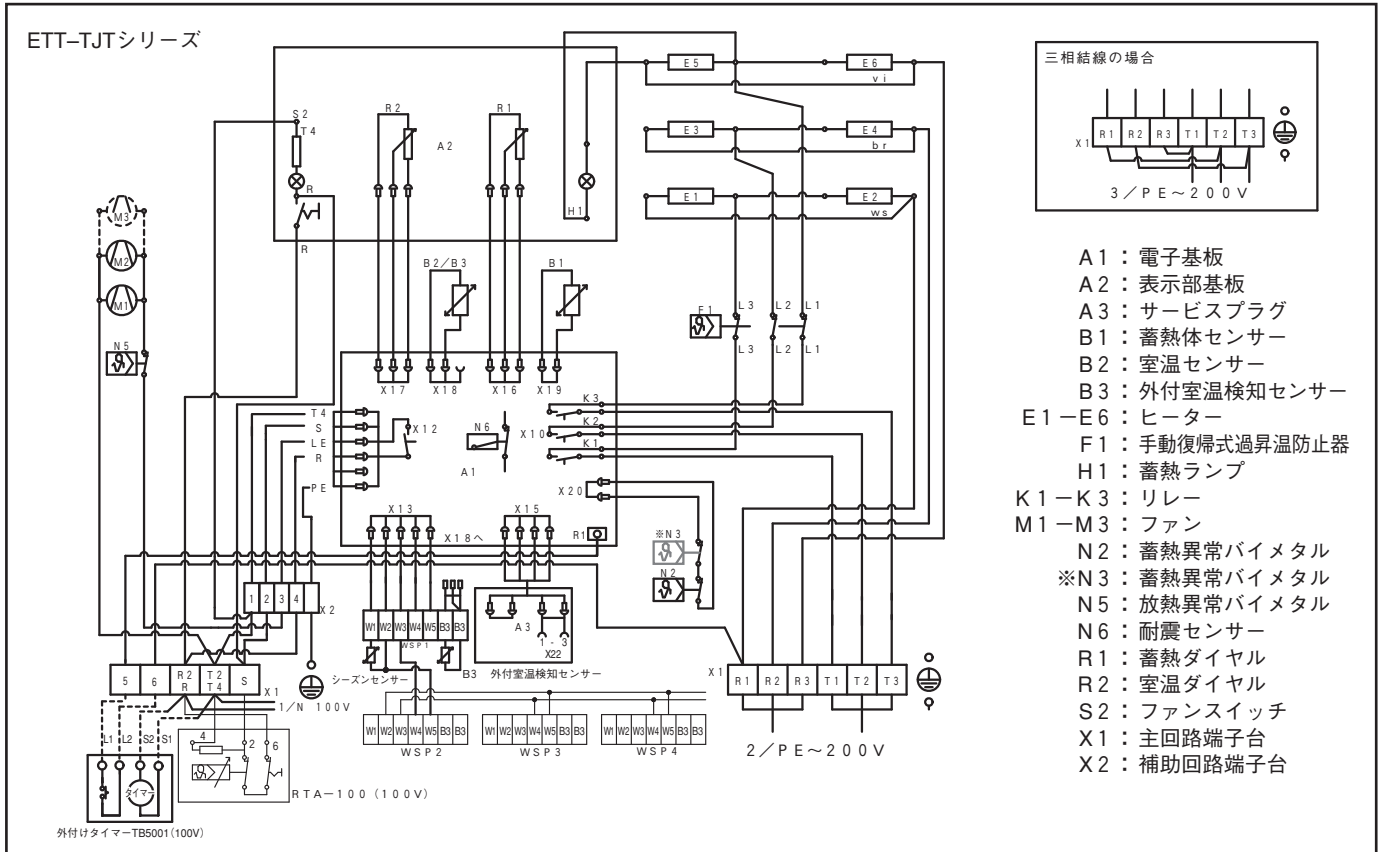 ETT–TJTシリーズ
S2
T4
R
R
R2
R1
A2
H1
E5
E6
vi
E3
E4
br
E1
E2
ws
三相結線の場合
X1
R1 R2 R3 T1 T2 T3
3／PE～200V
M3
M2
M1
N5
B2／B3
B1
F1
L3 L2 L1
L3 L2 L1
X17
X18
X16
X19
T4
S
LE
R
PE
X12
N6
A1
X10
K3
K2
K1
X20
X13
X15
X18へ
R1
※N3
N2
1 2 3 4
X2
W1 W2 W3 W4 W5 B3 B3
WSP1
A3
1 - 3
X22
シーズンセンサー
B3
外付室温検知センサー
5 6 R2 R T2 T4 S
X1
1/N 100V
X1
R1 R2 R3 T1 T2 T3
2／PE～200V
L1 L2 S2 S1
4 2 6
RTA－100（100V）
W1 W2 W3 W4 W5 B3 B3
WSP2
W1 W2 W3 W4 W5 B3 B3
WSP3
W1 W2 W3 W4 W5 B3 B3
WSP4
タイマー
外付けタイマーTB5001(100V)
A1：電子基板
A2：表示部基板
A3：サービスプラグ
B1：蓄熱体センサー
B2：室温センサー
B3：外付室温検知センサー
E1－E6：ヒーター
F1：手動復帰式過昇温防止器
H1：蓄熱ランプ
K1－K3：リレー
M1－M3：ファン
N2：蓄熱異常バイメタル
※N3：蓄熱異常バイメタル
N5：放熱異常バイメタル
N6：耐震センサー
R1：蓄熱ダイヤル
R2：室温ダイヤル
S2：ファンスイッチ
X1：主回路端子台
X2：補助回路端子台